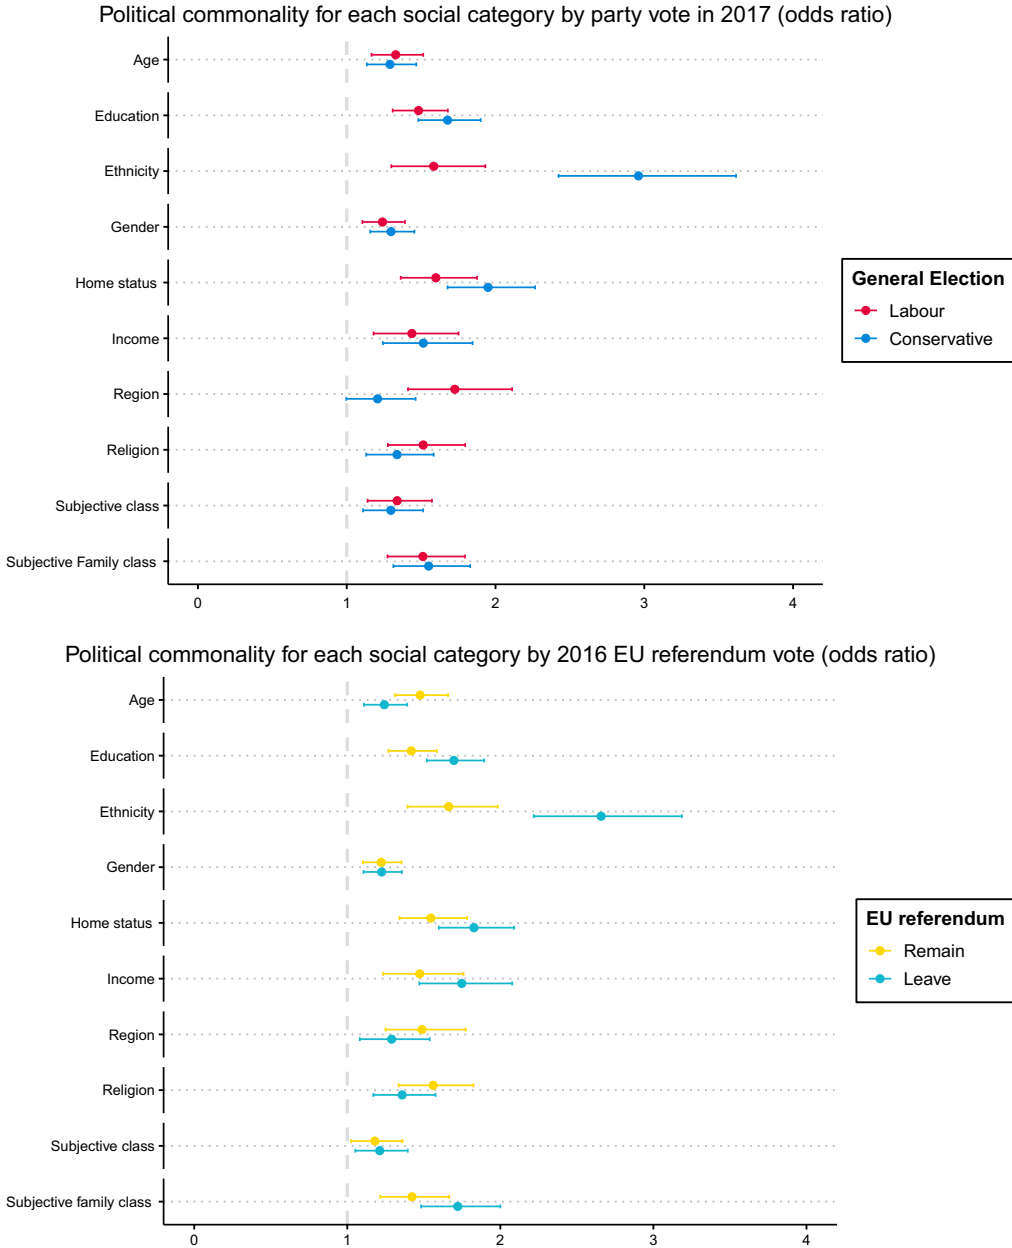 Political commonality for each social category by party vote in 2017 (odds ratio)
Age
Education
Ethnicity
Gender
Home status
Income
Region
Religion
Subjective class
Subjective Family class
0 1 2 3 4
General Election
Labour
Conservative
Political commonality for each social category by 2016 EU referendum vote (odds ratio)
Age
Education
Ethnicity
Gender
Home status
Income
Region
Religion
Subjective class
Subjective family class
0 1 2 3 4
EU referendum
Remain
Leave